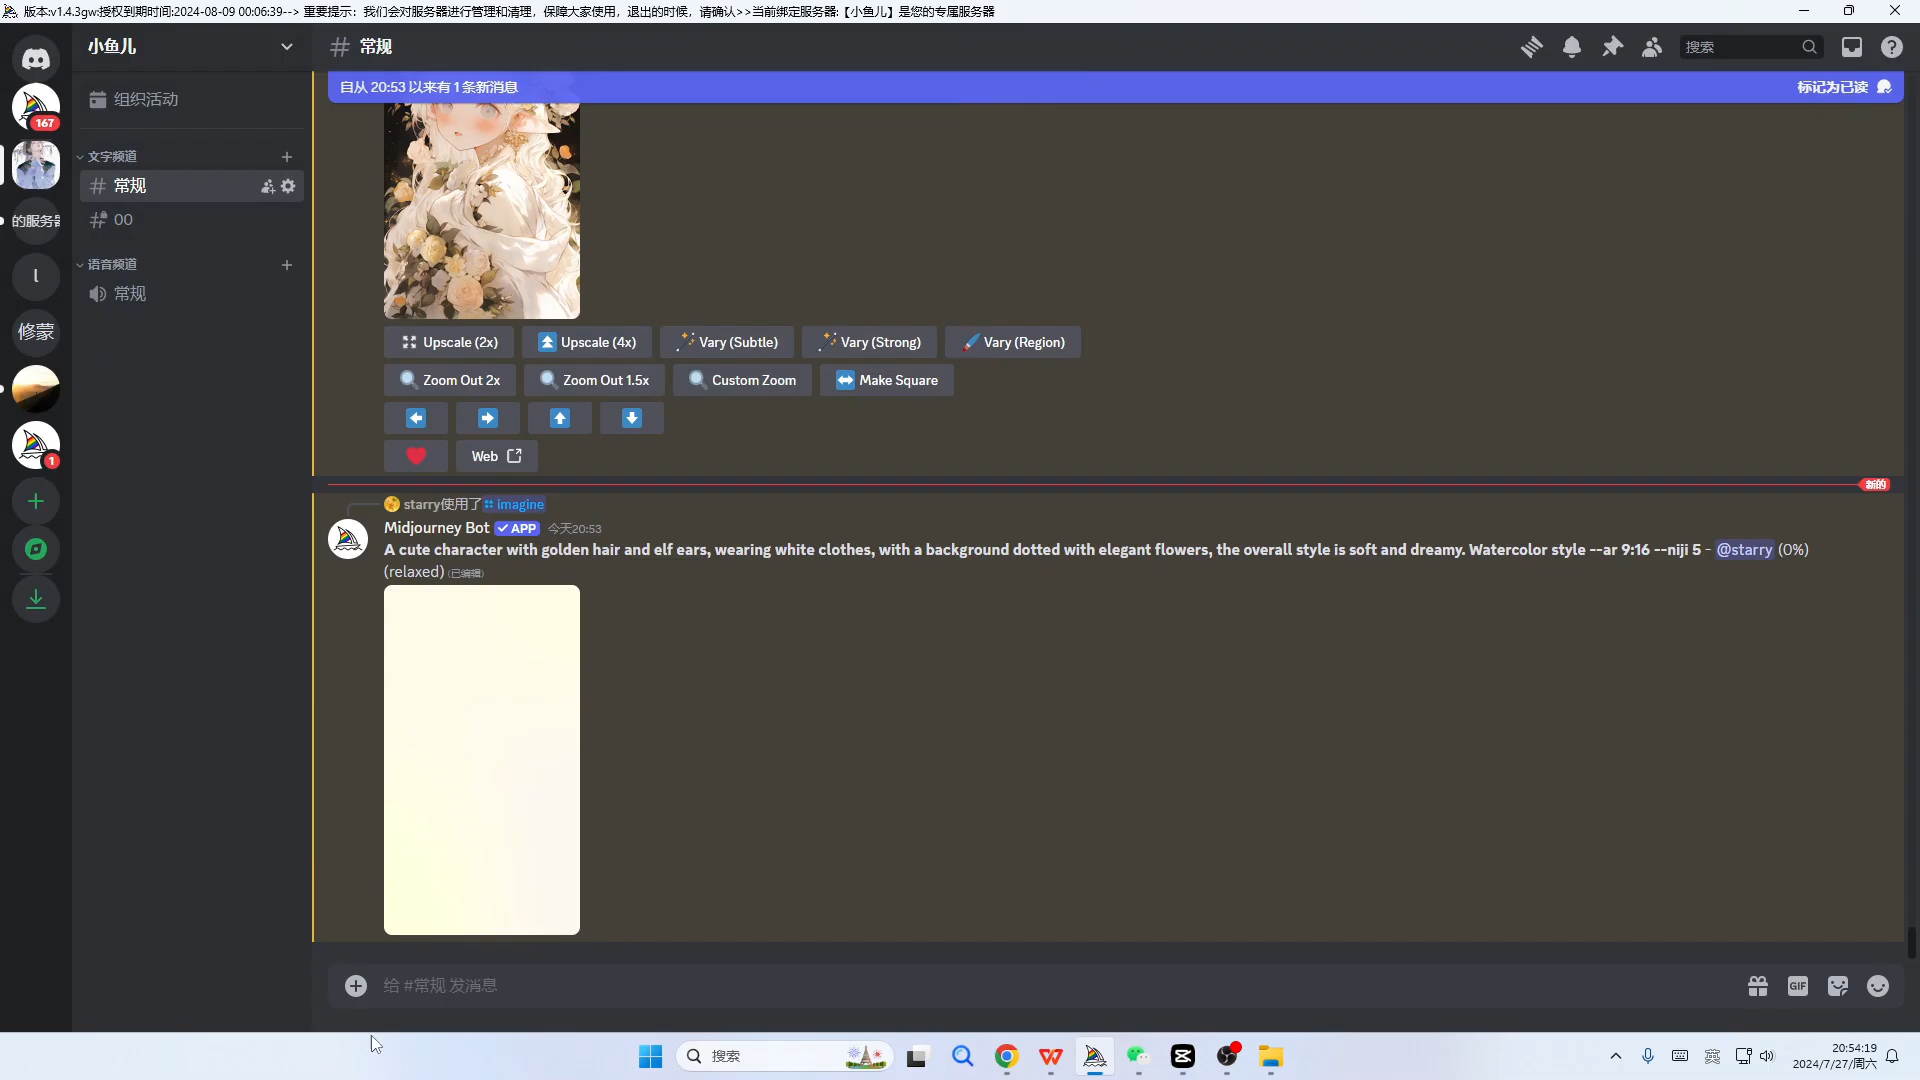 版本:v1.4.3gw:授权到期时间:2024-08-09 00:06:39--> 重要提示：我们会对服务器进行管理和清理，保障大家使用，退出的时候，请确认>>当前绑定服务器:【小鱼儿】是您的专属服务器
小鱼儿
常规
搜索
自从 20:53 以来有 1 条新消息
标记为已读
167
组织活动
文字频道
常规
00
的服务器
语音频道
常规
l
修蒙
1
Upscale (2x)
Upscale (4x)
Vary (Subtle)
Vary (Strong)
Vary (Region)
Zoom Out 2x
Zoom Out 1.5x
Custom Zoom
Make Square
Web
新的
starry使用了 imagine
Midjourney Bot APP 今天20:53
A cute character with golden hair and elf ears, wearing white clothes, with a background dotted with elegant flowers, the overall style is soft and dreamy. Watercolor style --ar 9:16 --niji 5 - @starry (0%)
(relaxed) (已编辑)
给 #常规 发消息
GIF
搜索
英
20:54:19
2024/7/27/周六